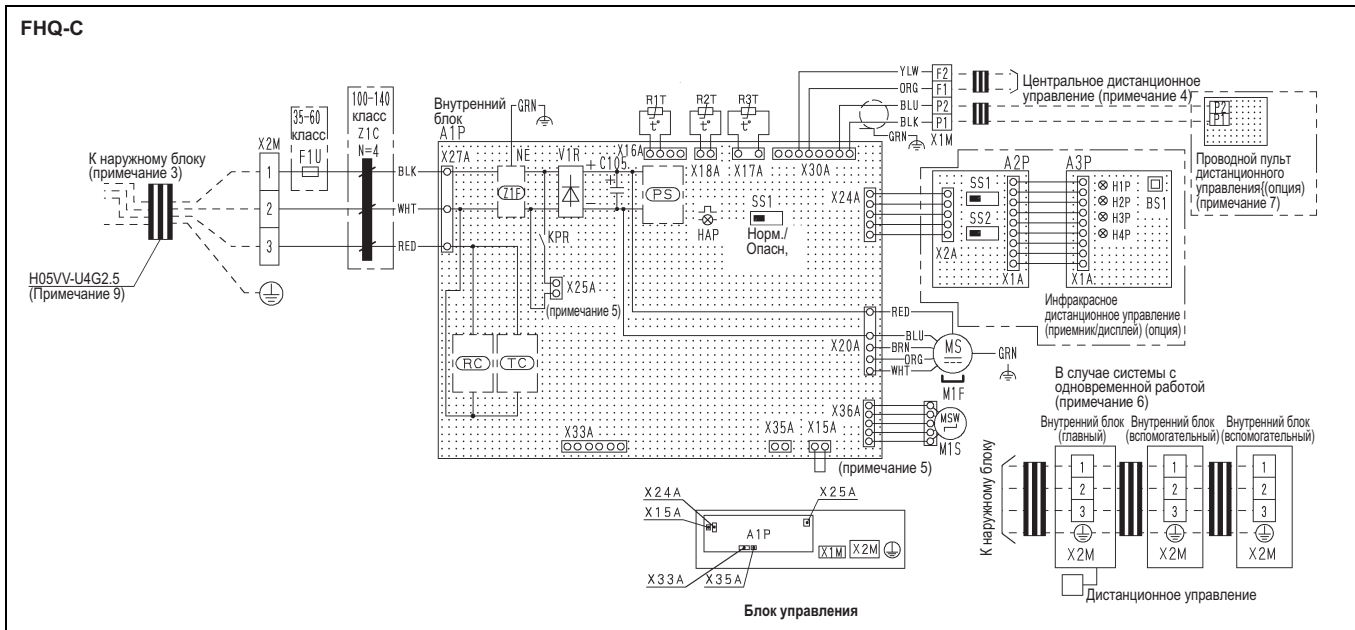 FHQ-C
К наружному блоку
(примечание 3)
H05VV-U4G2.5
(Примечание 9)
X2M
1
2
3
35-60
класс
F1U
100-140
класс
Z1C
N=4
BLK
WHT
RED
Внутренний
блок
A1P
X27A
GRN
NE
Z1F
V1R
C105
KPR
X25A
(примечание 5)
RC
TC
PS
R1T
t°
R2T
t°
R3T
t°
X16A
X18A
X17A
X30A
HAP
SS1
Норм./
Опасн,
X33A
X35A
X15A
(примечание 5)
YLW
ORG
BLU
BLK
GRN
F2
F1
P2
P1
X1M
Центральное дистанционное
управление (примечание 4)
P2
P1
Проводной пульт
дистанционного
управления{(опция)
(примечание 7)
X24A
X2A
A2P
SS1
SS2
X1A
A3P
H1P
H2P
H3P
H4P
BS1
X1A
Инфракрасное
дистанционное управление
(приемник/дисплей) (опция)
X20A
RED
BLU
BRN
ORG
WHT
MS
GRN
M1F
X36A
MSW
M1S
В случае системы с
одновременной работой
(примечание 6)
Внутренний блок
(главный)
Внутренний блок
(вспомогательный)
Внутренний блок
(вспомогательный)
К наружному блоку
1
2
3
X2M
1
2
3
X2M
1
2
3
X2M
Дистанционное управление
X24A
X15A
X25A
A1P
X1M
X2M
X33A
X35A
Блок управления